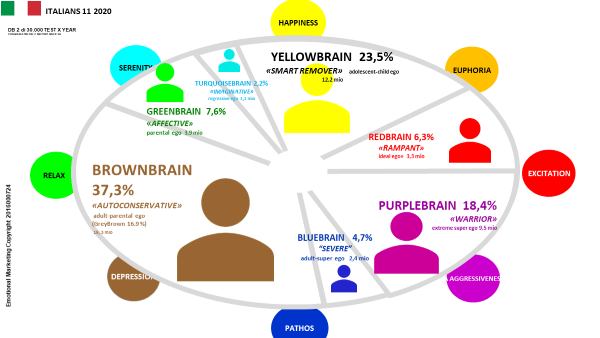 ITALIANS 11 2020
DB 2 di 30.000 TEST X YEAR
HAPPINESS
SERENITY
EUPHORIA
YELLOWBRAIN 23,5%
«SMART REMOVER» adolescent-child ego
12,2 mio
TURQUOISEBRAIN 2,2%
«IMAGINATIVE»
regressive ego 1,1 mio
GREENBRAIN 7,6%
«AFFECTIVE»
parental ego 3,9 mio
REDBRAIN 6,3%
«RAMPANT»
ideal ego= 3,3 mio
RELAX
EXCITATION
BROWNBRAIN
37,3%
«AUTOCONSERVATIVE»
adult-parental ego
(GreyBrown 16.9%)
PURPLEBRAIN 18,4%
«WARRIOR»
extreme super ego 9,5 mio
BLUEBRAIN 4,7%
"SEVERE"
adult-super ego 2,4 mio
DEPRESSION
AGGRESSIVENES
PATHOS
Emotional Marketing Copyright 2016000724